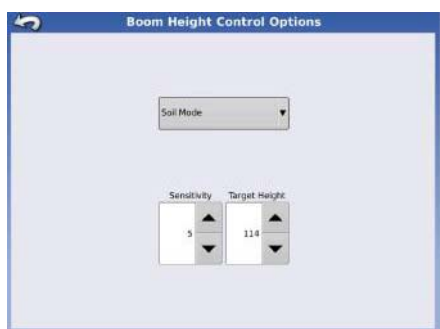 Boom Height Control Options
Soil Mode
Sensitivity Target Height
5 114